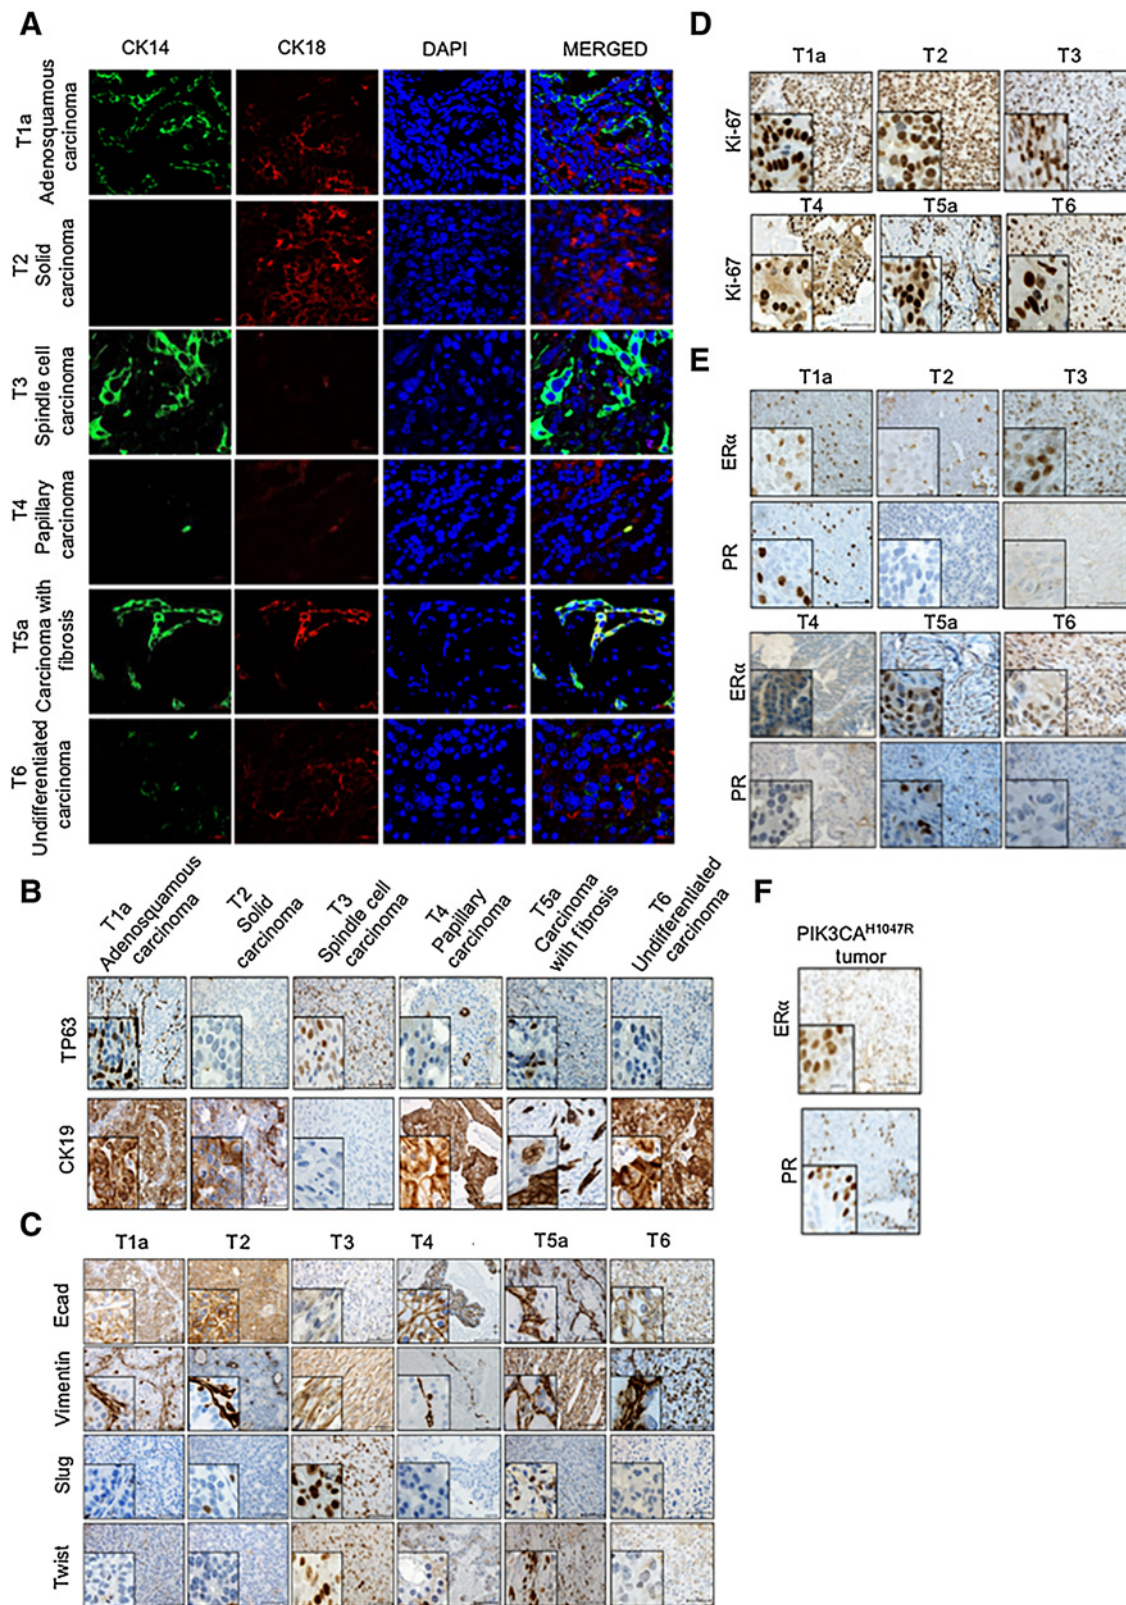 A
CK14 CK18 DAPI MERGED
T1a
Adenosquamous
carcinoma
T2
Solid
carcinoma
T3
Spindle cell
carcinoma
T4
Papillary
carcinoma
T5a
Carcinoma with
fibrosis
T6
Undifferentiated
carcinoma
B
T1a
Adenosquamous
carcinoma
T2
Solid
carcinoma
T3
Spindle cell
carcinoma
T4
Papillary
carcinoma
T5a
Carcinoma
with fibrosis
T6
Undifferentiated
carcinoma
TP63
CK19
C
T1a T2 T3 T4 T5a T6
Ecad
Vimentin
Slug
Twist
D
T1a T2 T3
Ki-67
T4 T5a T6
Ki-67
E
T1a T2 T3
ERα
PR
T4 T5a T6
ERα
PR
F
PIK3CA^H1047R
tumor
ERα
PR